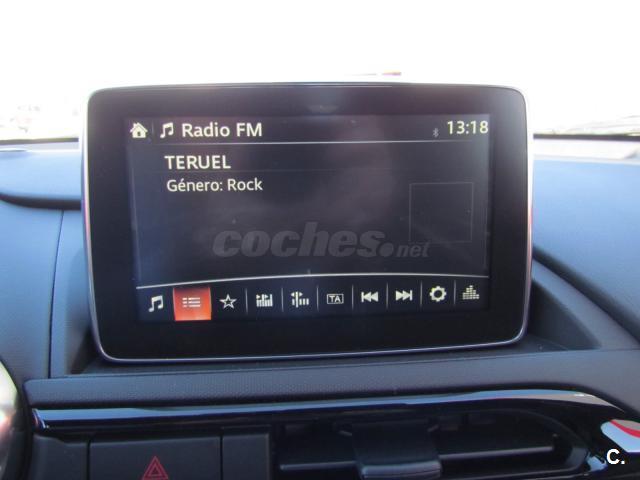 Radio FM 13:18
TERUEL
Género: Rock
coches.net
TA
C.